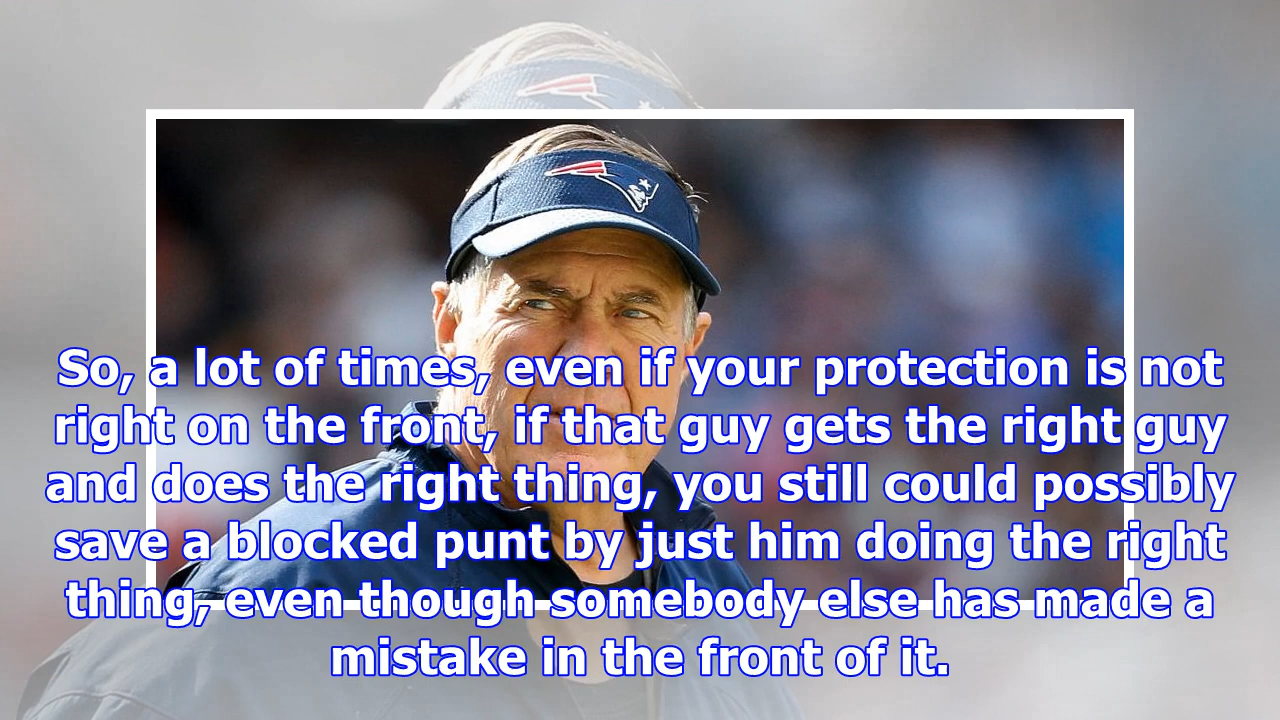 So, a lot of times, even if your protection is not
right on the front, if that guy gets the right guy
and does the right thing, you still could possibly
save a blocked punt by just him doing the right
thing, even though somebody else has made a
mistake in the front of it.